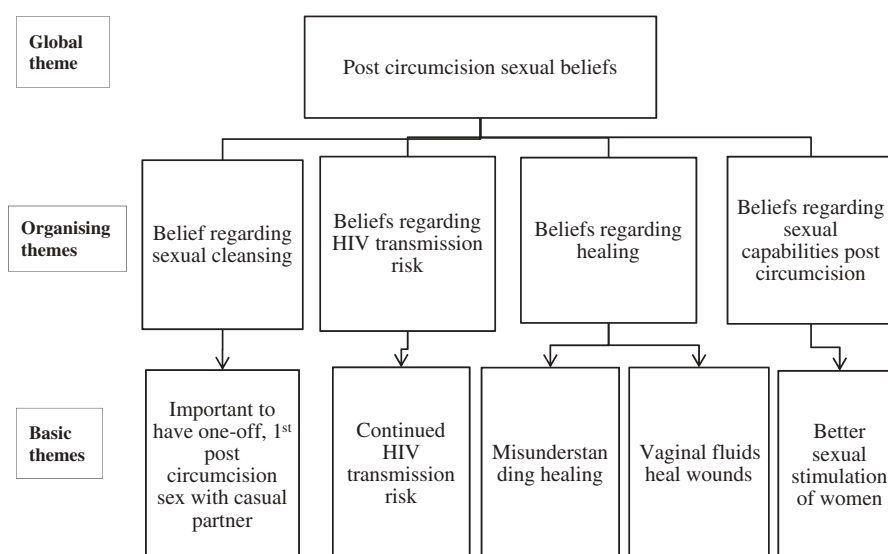 Global
theme
Post circumcision sexual beliefs
Organising
themes
Belief regarding
sexual cleansing
Beliefs regarding
HIV transmission
risk
Beliefs regarding
healing
Beliefs regarding
sexual
capabilities post
circumcision
Basic
themes
Important to
have one-off, 1st
post
circumcision
sex with casual
partner
Continued
HIV
transmission
risk
Misunderstan
ding healing
Vaginal fluids
heal wounds
Better
sexual
stimulation
of women